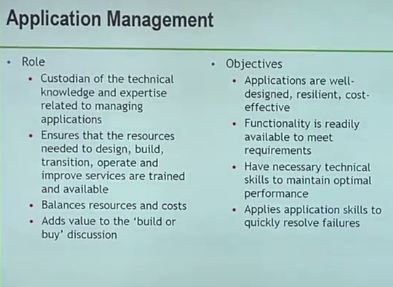 Application Management
• Role
• Custodian of the technical
knowledge and expertise
related to managing
applications
• Ensures that the resources
needed to design, build,
transition, operate and
improve services are trained
and available
• Balances resources and costs
• Adds value to the ‘build or
buy’ discussion
• Objectives
• Applications are well-
designed, resilient, cost-
effective
• Functionality is readily
available to meet
requirements
• Have necessary technical
skills to maintain optimal
performance
• Applies application skills to
quickly resolve failures